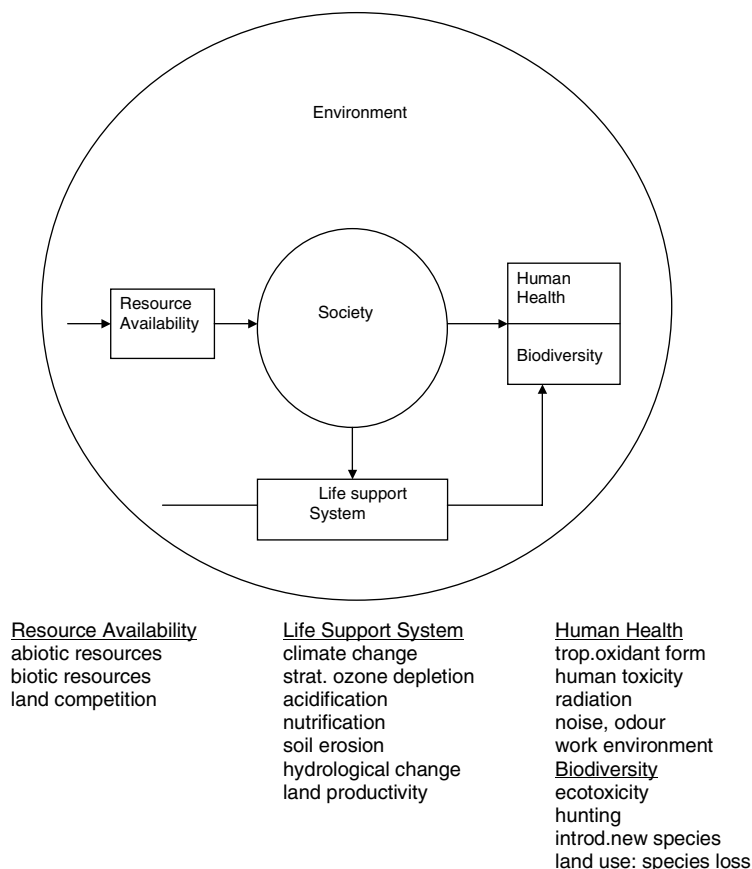 Environment
Resource
Availability
Society
Human
Health
Biodiversity
Life support
System
Resource Availability
abiotic resources
biotic resources
land competition
Life Support System
climate change
strat. ozone depletion
acidification
nutrification
soil erosion
hydrological change
land productivity
Human Health
trop.oxidant form
human toxicity
radiation
noise, odour
work environment
Biodiversity
ecotoxicity
hunting
introd.new species
land use: species loss